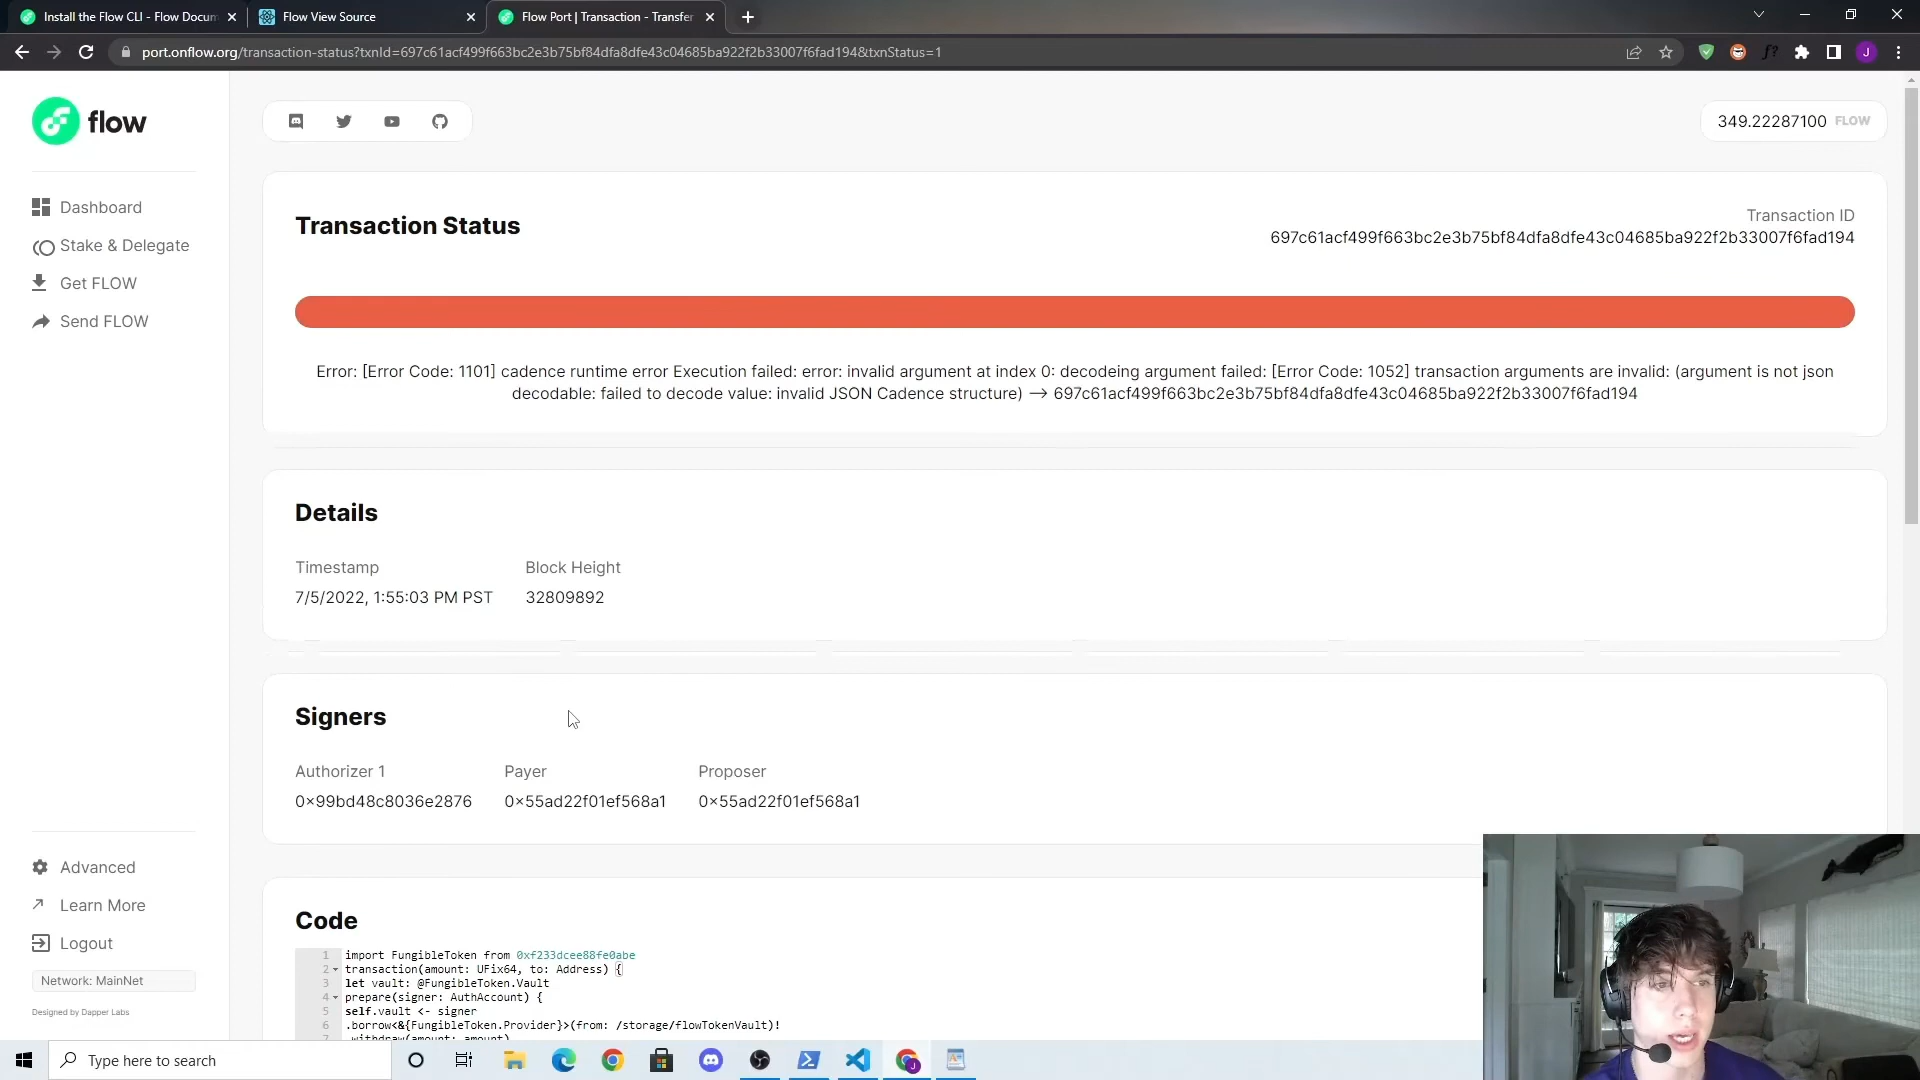 Install the Flow CLI - Flow Docum
Flow View Source
Flow Port | Transaction - Transfer
port.onflow.org/transaction-status?txnId=697c61acf499f663bc2e3b75bf84dfa8dfe43c04685ba922f2b33007f6fad194&txnStatus=1
J
flow
349.22287100 FLOW
Dashboard
Stake & Delegate
Get FLOW
Send FLOW
Transaction Status
Transaction ID
697c61acf499f663bc2e3b75bf84dfa8dfe43c04685ba922f2b33007f6fad194
Error: [Error Code: 1101] cadence runtime error Execution failed: error: invalid argument at index 0: decodeing argument failed: [Error Code: 1052] transaction arguments are invalid: (argument is not json
decodable: failed to decode value: invalid JSON Cadence structure) --> 697c61acf499f663bc2e3b75bf84dfa8dfe43c04685ba922f2b33007f6fad194
Details
Timestamp Block Height
7/5/2022, 1:55:03 PM PST 32809892
Signers
Authorizer 1 Payer Proposer
0x99bd48c8036e2876 0x55ad22f01ef568a1 0x55ad22f01ef568a1
Code
1 import FungibleToken from 0xf233dcee88fe0abe
2 transaction(amount: UFix64, to: Address) {
3 let vault: @FungibleToken.Vault
4 prepare(signer: AuthAccount) {
5 self.vault <- signer
6 .borrow<&{FungibleToken.Provider}>(from: /storage/flowTokenVault)!
7 .withdraw(amount: amount)
Advanced
Learn More
Logout
Network: MainNet
Designed by Dapper Labs
Type here to search